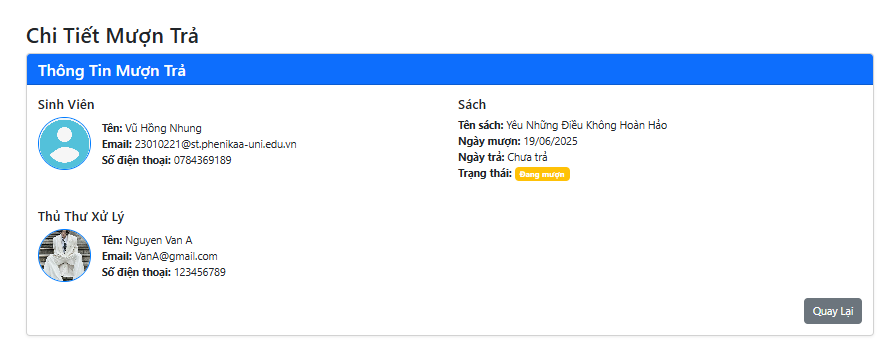 Chi Tiết Mượn Trả
Thông Tin Mượn Trả
Sinh Viên
Tên: Vũ Hồng Nhung
Email: 23010221@st.phenikaa-uni.edu.vn
Số điện thoại: 0784369189
Sách
Tên sách: Yêu Những Điều Không Hoàn Hảo
Ngày mượn: 19/06/2025
Ngày trả: Chưa trả
Trạng thái: Đang mượn
Thủ Thư Xử Lý
Tên: Nguyen Van A
Email: VanA@gmail.com
Số điện thoại: 123456789
Quay Lại